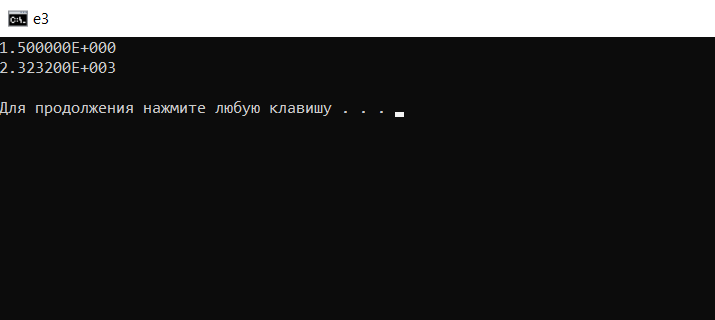 e3
1.500000E+000
2.323200E+003
Для продолжения нажмите любую клавишу . . .